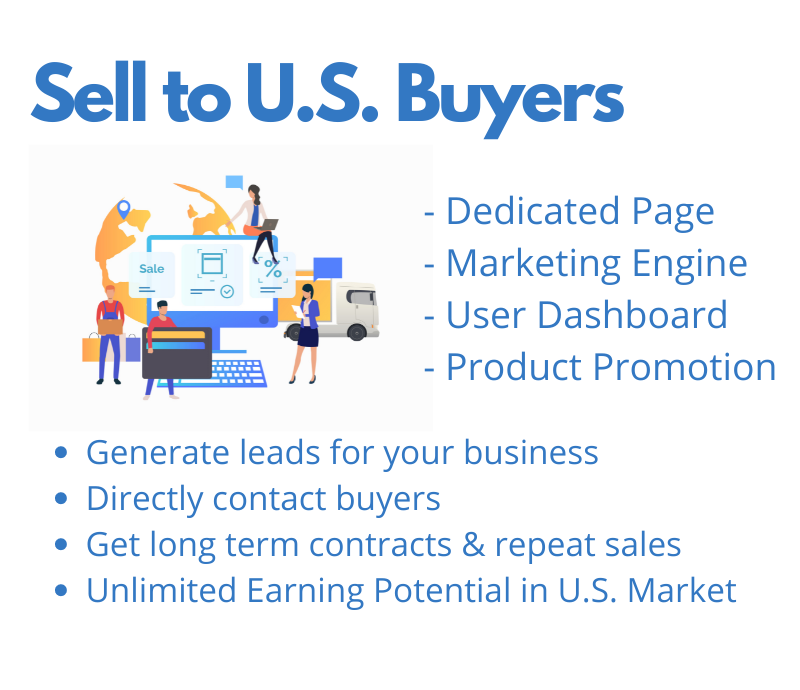 Sell to U.S. Buyers
Sale
%
- Dedicated Page
- Marketing Engine
- User Dashboard
- Product Promotion
• Generate leads for your business
• Directly contact buyers
• Get long term contracts & repeat sales
• Unlimited Earning Potential in U.S. Market